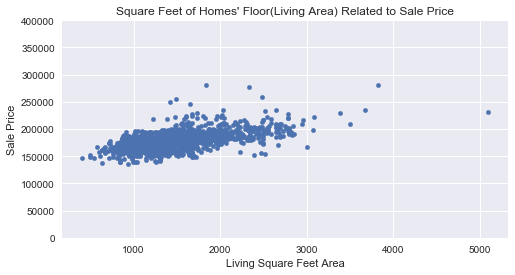 Square Feet of Homes' Floor(Living Area) Related to Sale Price
400000
350000
300000
250000
200000
150000
100000
50000
0
Sale Price
1000 2000 3000 4000 5000
Living Square Feet Area